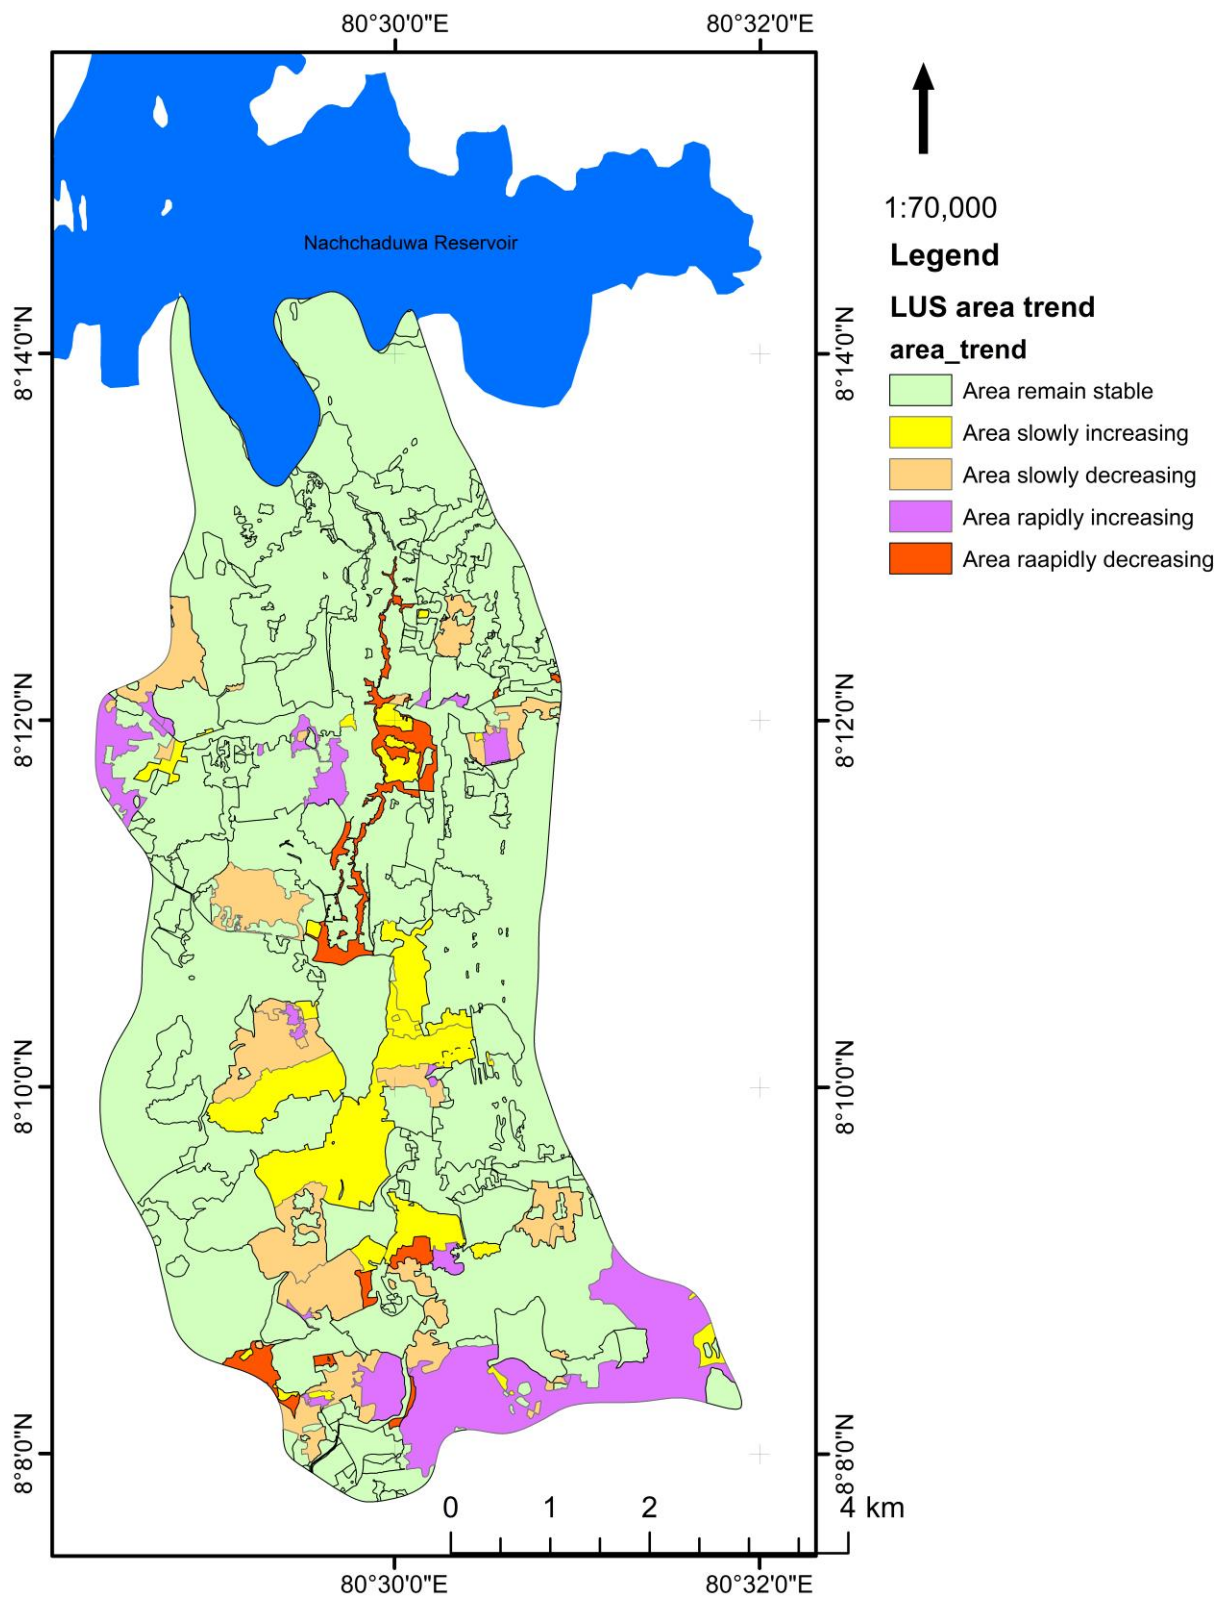 80°30'0"E
80°32'0"E
1:70,000
Nachchaduwa Reservoir
Legend
LUS area trend
area_trend
8°14'0"N
8°14'0"N
Area remain stable
Area slowly increasing
Area slowly decreasing
Area rapidly increasing
Area raapidly decreasing
8°12'0"N
8°12'0"N
8°10'0"N
8°10'0"N
8°8'0"N
8°8'0"N
0 1 2 4 km
80°30'0"E
80°32'0"E